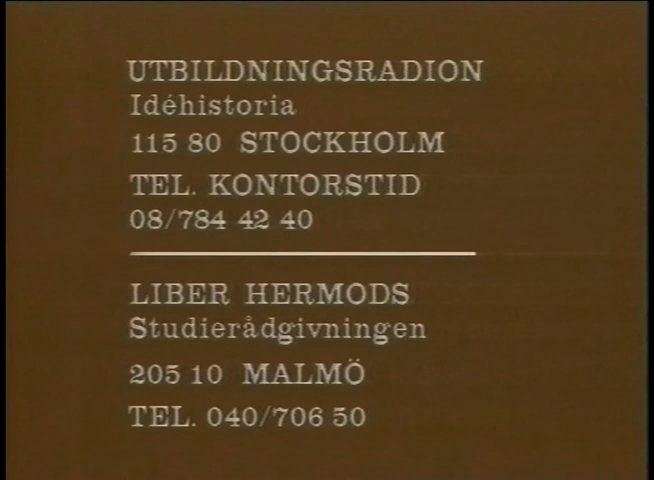 UTBILDNINGSRADION
Idéhistoria
115 80 STOCKHOLM
TEL. KONTORSTID
08/784 42 40
LIBER HERMODS
Studierådgivningen
205 10 MALMÖ
TEL. 040/706 50